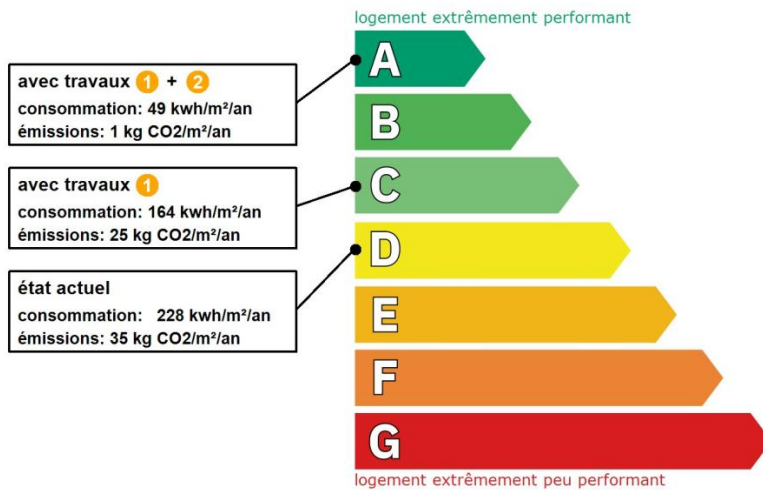 logement extrêmement performant
avec travaux 1 + 2
consommation: 49 kwh/m²/an
émissions: 1 kg CO2/m²/an
avec travaux 1
consommation: 164 kwh/m²/an
émissions: 25 kg CO2/m²/an
état actuel
consommation: 228 kwh/m²/an
émissions: 35 kg CO2/m²/an
A
B
C
D
E
F
G
logement extrêmement peu performant